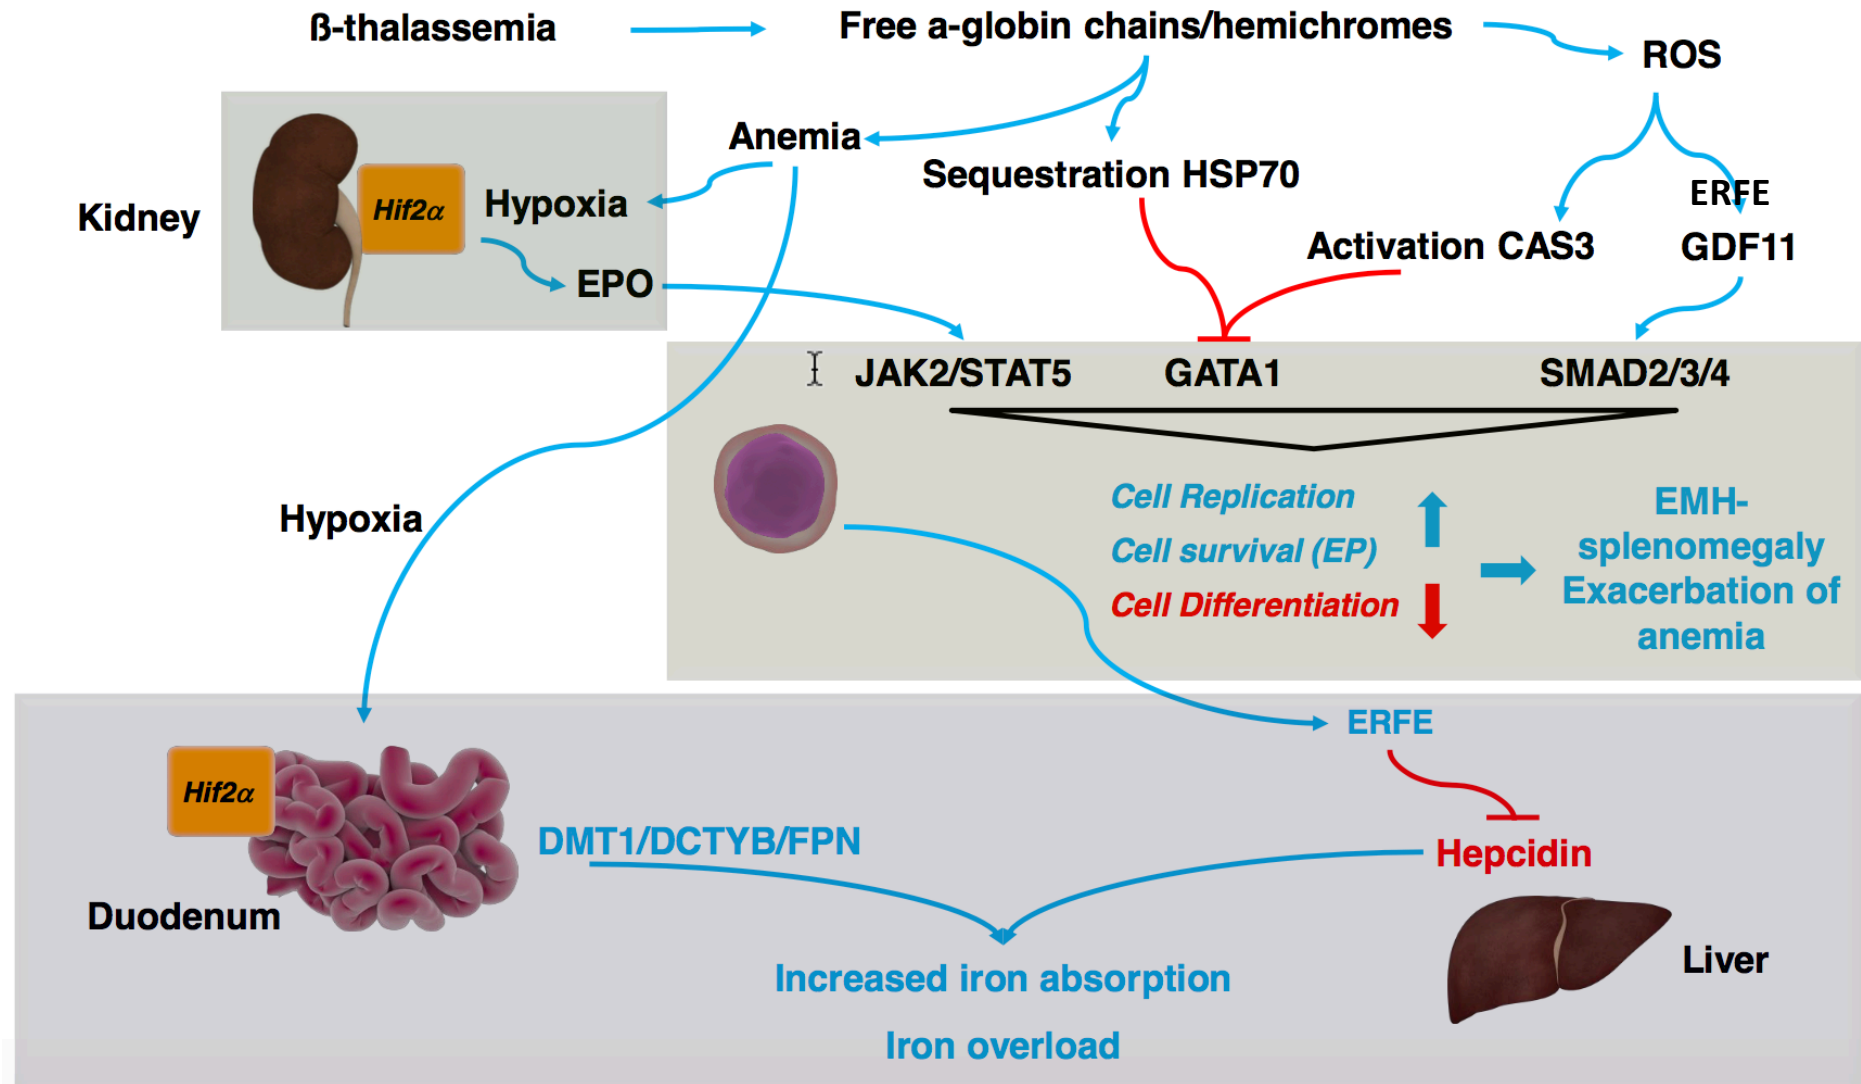 ß-thalassemia
Free a-globin chains/hemichromes
ROS
Anemia
Sequestration HSP70
Kidney
Hif2α
Hypoxia
EPO
ERFE
Activation CAS3
GDF11
JAK2/STAT5
GATA1
SMAD2/3/4
Hypoxia
Cell Replication
Cell survival (EP)
Cell Differentiation
EMH-
splenomegaly
Exacerbation of
anemia
ERFE
Hif2α
DMT1/DCTYB/FPN
Hepcidin
Duodenum
Liver
Increased iron absorption
Iron overload